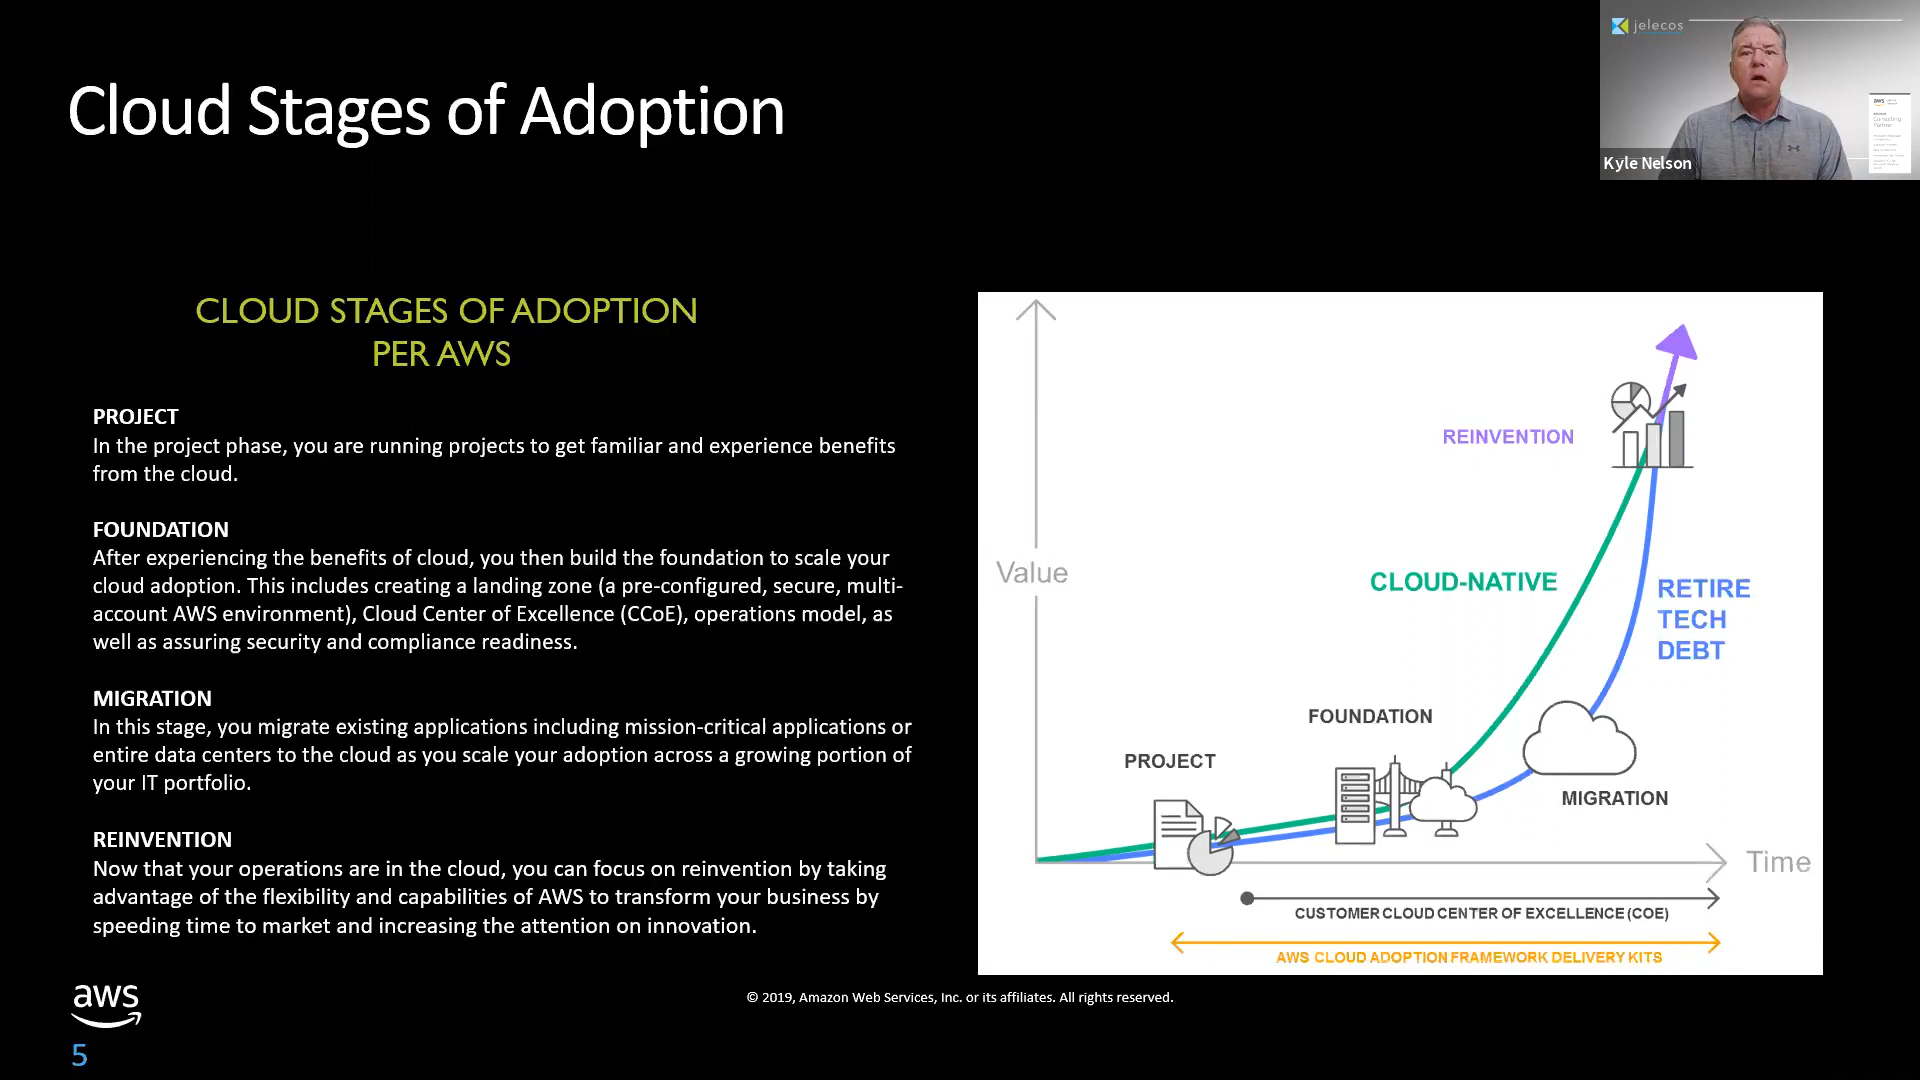 jelecos
Kyle Nelson
aws
Cloud Stages of Adoption
CLOUD STAGES OF ADOPTION
PER AWS
PROJECT
In the project phase, you are running projects to get familiar and experience benefits
from the cloud.
FOUNDATION
After experiencing the benefits of cloud, you then build the foundation to scale your
cloud adoption. This includes creating a landing zone (a pre-configured, secure, multi-
account AWS environment), Cloud Center of Excellence (CCoE), operations model, as
well as assuring security and compliance readiness.
MIGRATION
In this stage, you migrate existing applications including mission-critical applications or
entire data centers to the cloud as you scale your adoption across a growing portion of
your IT portfolio.
REINVENTION
Now that your operations are in the cloud, you can focus on reinvention by taking
advantage of the flexibility and capabilities of AWS to transform your business by
speeding time to market and increasing the attention on innovation.
Value
REINVENTION
CLOUD-NATIVE
RETIRE
TECH
DEBT
FOUNDATION
PROJECT
MIGRATION
Time
CUSTOMER CLOUD CENTER OF EXCELLENCE (COE)
AWS CLOUD ADOPTION FRAMEWORK DELIVERY KITS
aws
© 2019, Amazon Web Services, Inc. or its affiliates. All rights reserved.
5